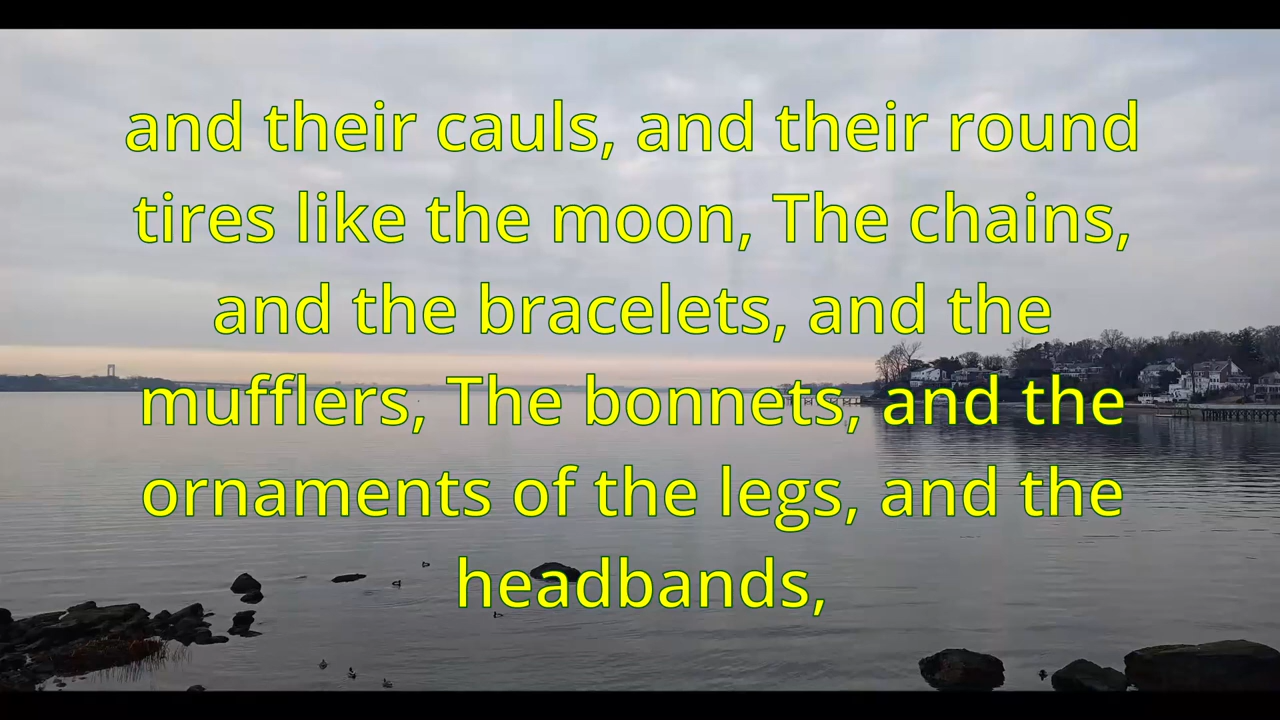 and their cauls, and their round
tires like the moon, The chains,
and the bracelets, and the
mufflers, The bonnets, and the
ornaments of the legs, and the
headbands,